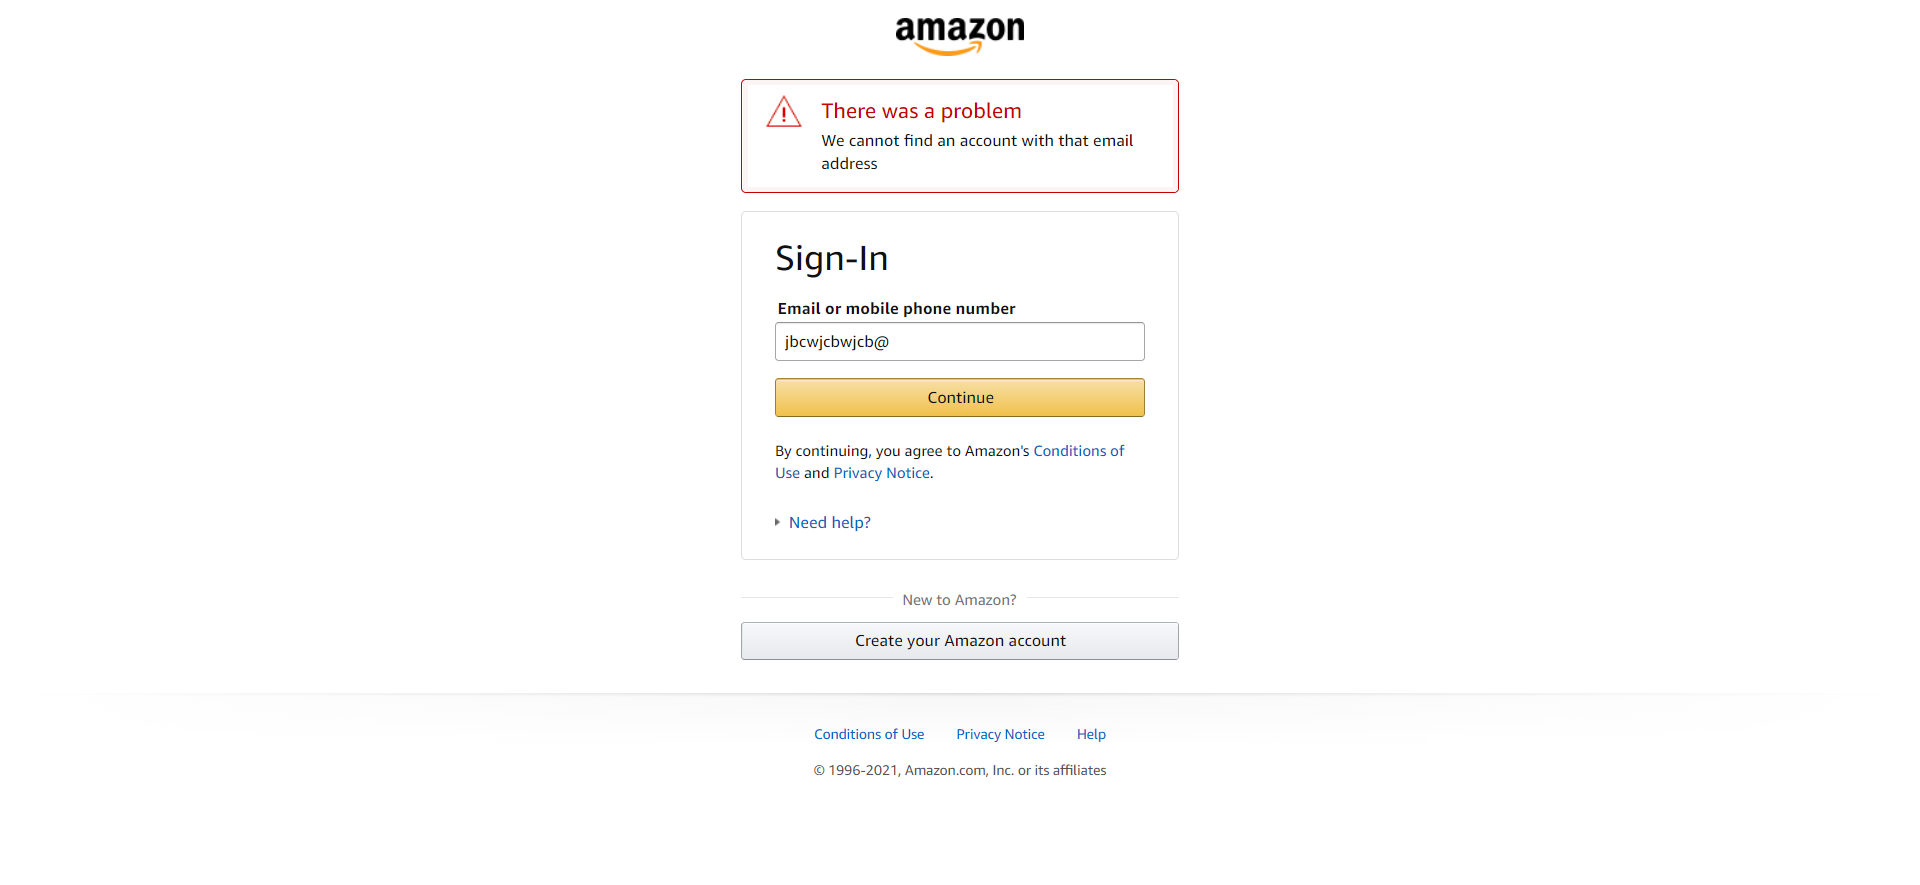 amazon
There was a problem
We cannot find an account with that email
address
Sign-In
Email or mobile phone number
jbcwjcbwjcb@
Continue
By continuing, you agree to Amazon's Conditions of
Use and Privacy Notice.
Need help?
New to Amazon?
Create your Amazon account
Conditions of Use Privacy Notice Help
© 1996-2021, Amazon.com, Inc. or its affiliates